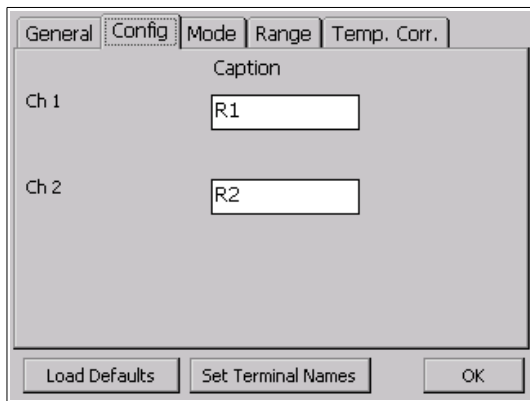 General Config Mode Range Temp. Corr.
Caption
Ch 1 R1
Ch 2 R2
Load Defaults Set Terminal Names OK